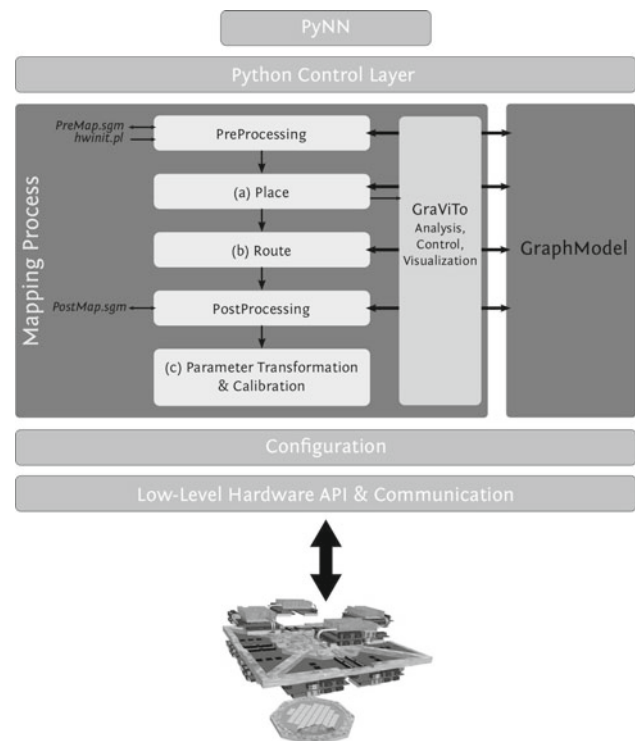 PyNN
Python Control Layer
Mapping Process
PreMap.sgm
hwinit.pl
PreProcessing
(a) Place
(b) Route
PostMap.sgm
PostProcessing
(c) Parameter Transformation
& Calibration
GraViTo
Analysis,
Control,
Visualization
GraphModel
Configuration
Low-Level Hardware API & Communication